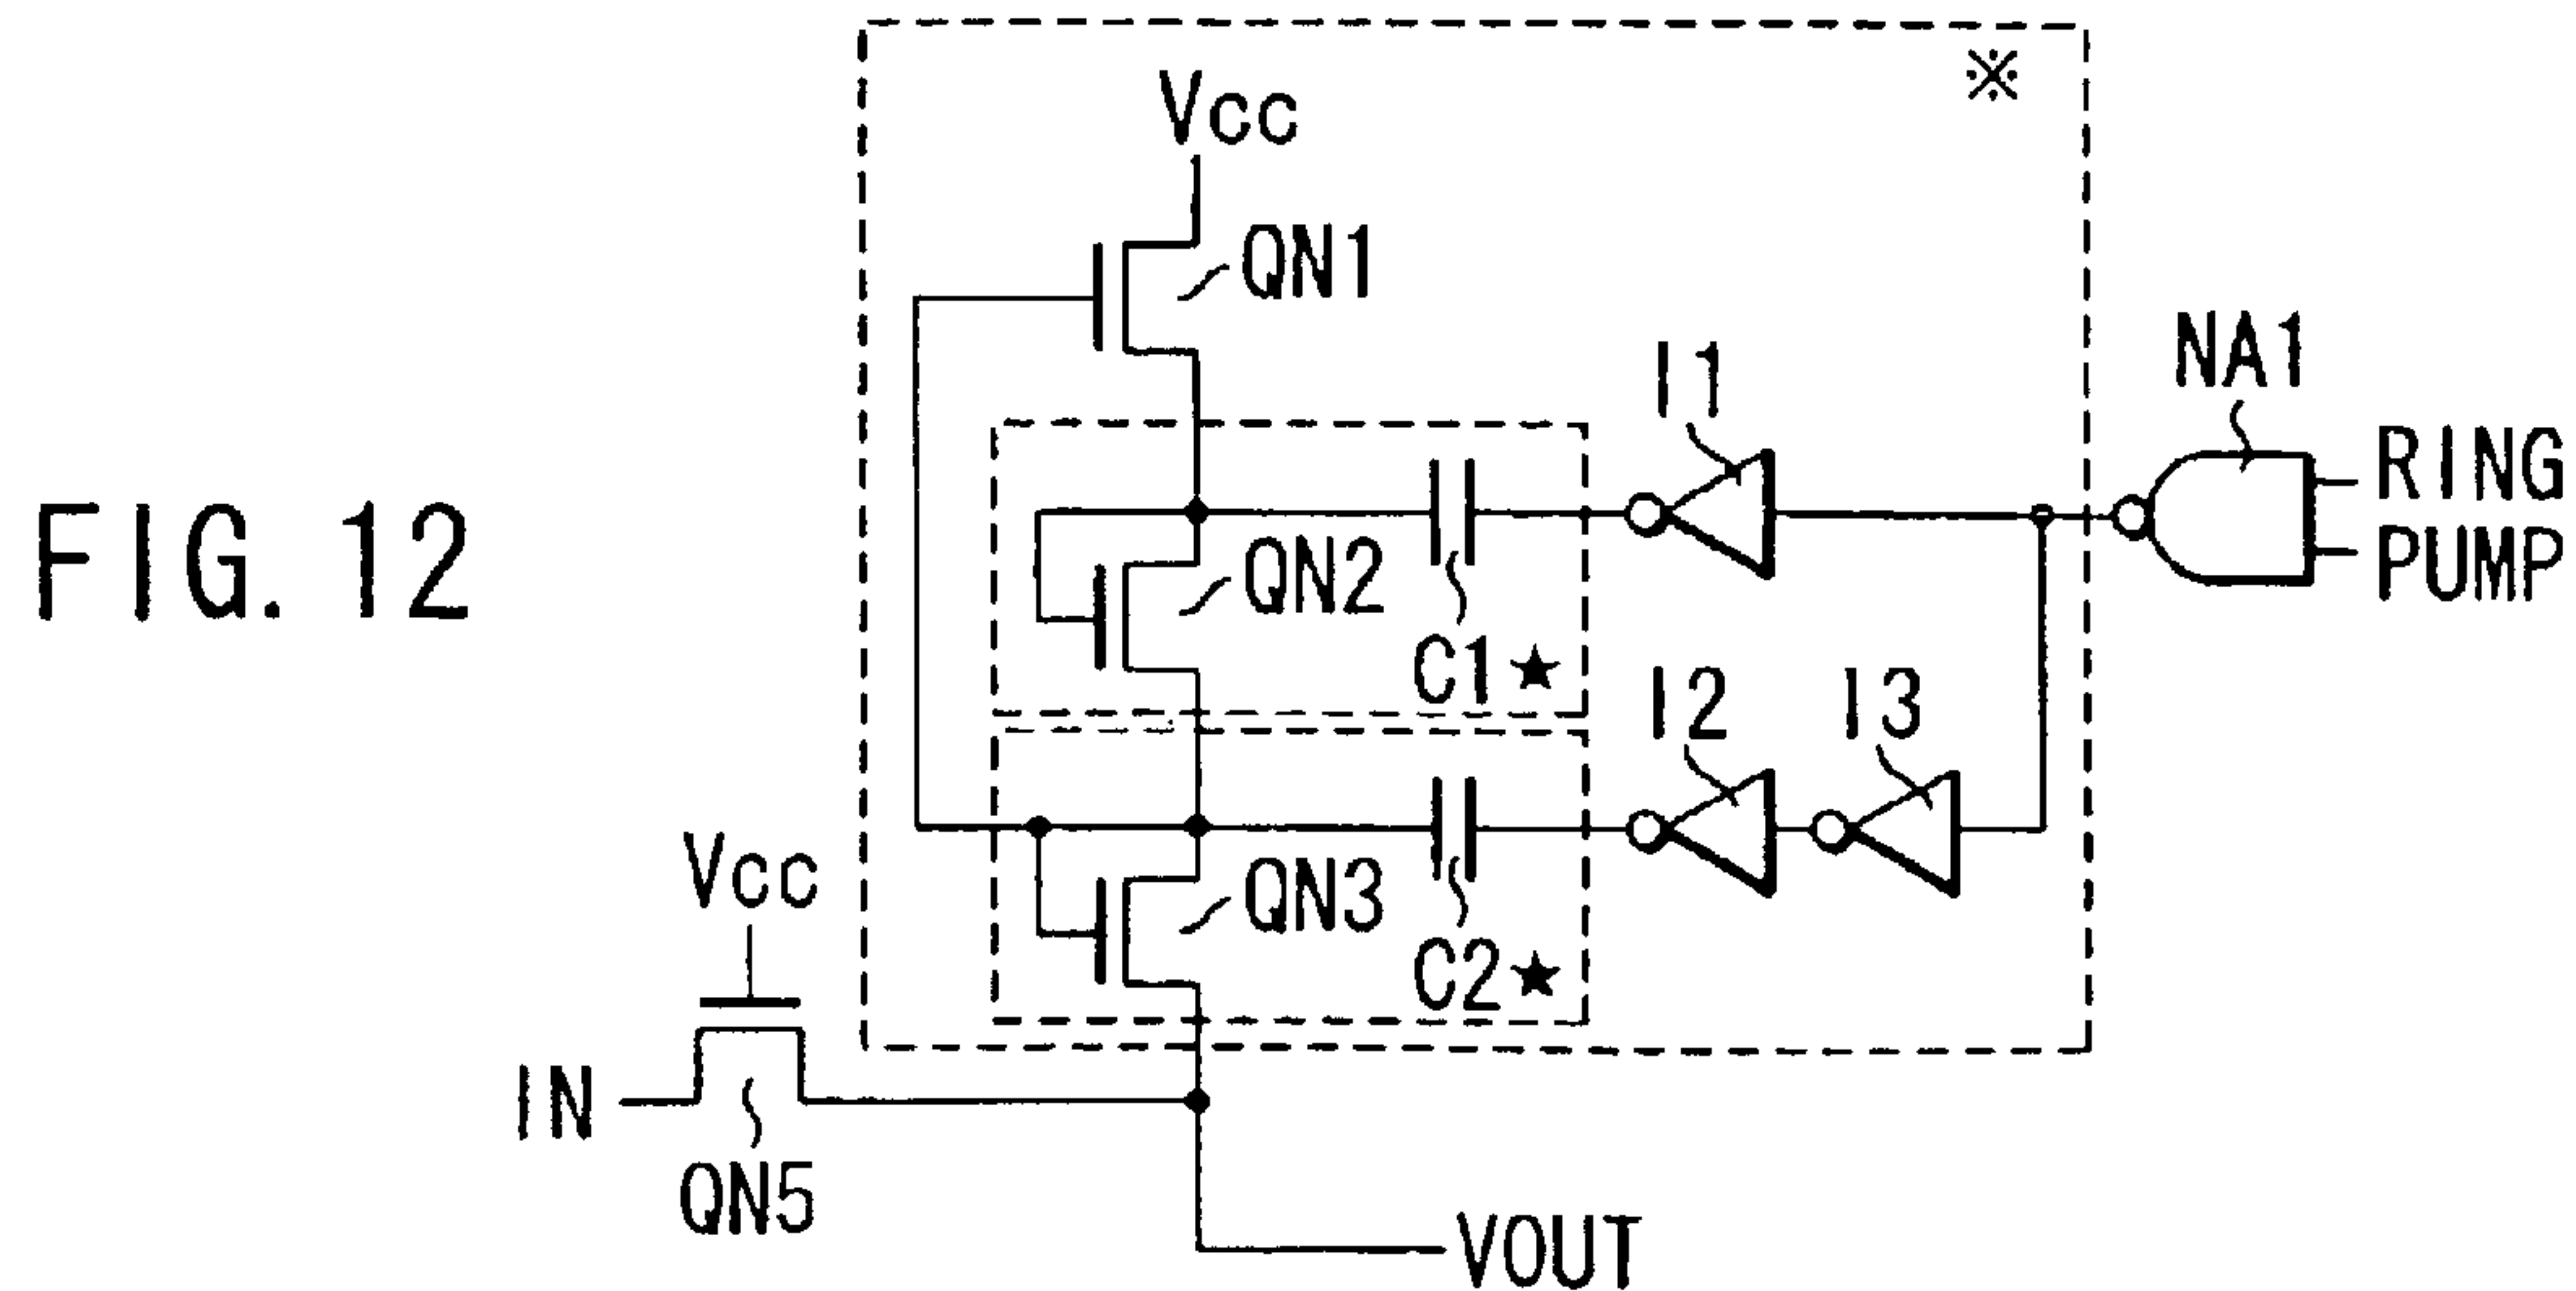 ※
Vcc
QN1
NA1
I1
RING
FIG. 12
QN2
PUMP
C1★
I2
I3
Vcc
QN3
C2★
IN
QN5
VOUT